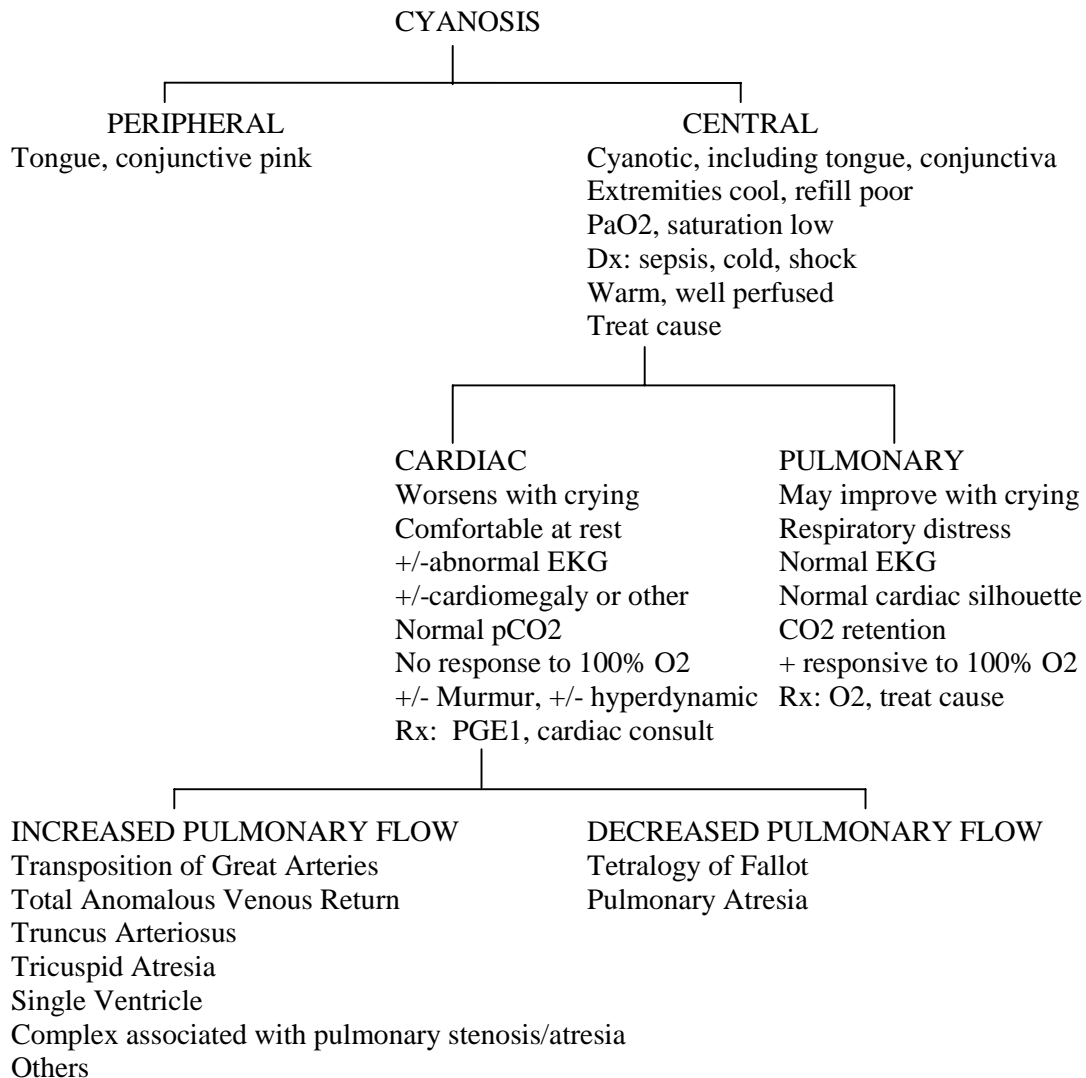 CYANOSIS
PERIPHERAL
Tongue, conjunctive pink
CENTRAL
Cyanotic, including tongue, conjunctiva
Extremities cool, refill poor
PaO2, saturation low
Dx: sepsis, cold, shock
Warm, well perfused
Treat cause
CARDIAC
Worsens with crying
Comfortable at rest
+/-abnormal EKG
+/-cardiomegaly or other
Normal pCO2
No response to 100% O2
+/- Murmur, +/- hyperdynamic
Rx: PGE1, cardiac consult
PULMONARY
May improve with crying
Respiratory distress
Normal EKG
Normal cardiac silhouette
CO2 retention
+ responsive to 100% O2
Rx: O2, treat cause
INCREASED PULMONARY FLOW
Transposition of Great Arteries
Total Anomalous Venous Return
Truncus Arteriosus
Tricuspid Atresia
Single Ventricle
Complex associated with pulmonary stenosis/atresia
Others
DECREASED PULMONARY FLOW
Tetralogy of Fallot
Pulmonary Atresia